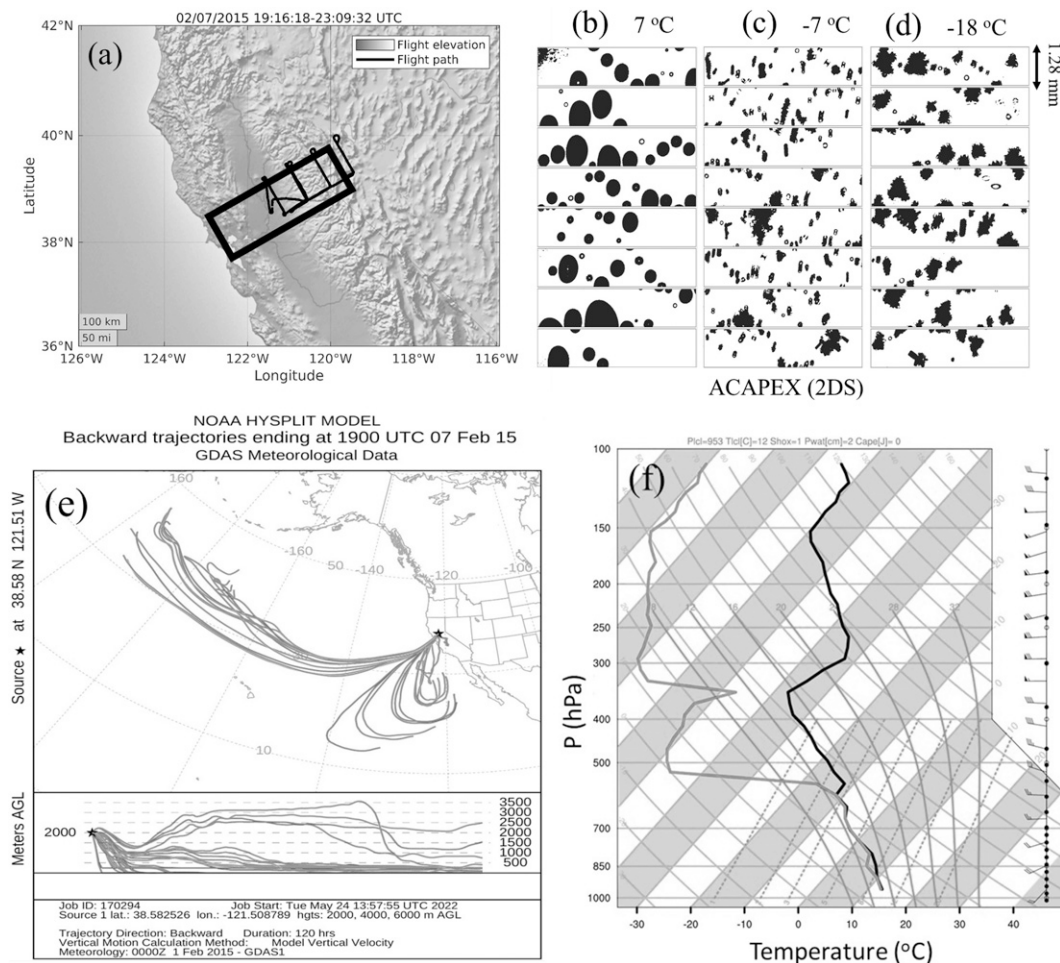 02/07/2015 19:16:18-23:09:32 UTC
(a)
Flight elevation
Flight path
42°N
40°N
38°N
36°N
Latitude
100 km
50 mi
126°W 124°W 122°W 120°W 118°W 116°W
Longitude
(b) 7 °C (c) -7 °C (d) -18 °C
1.28 mm
ACAPEX (2DS)
NOAA HYSPLIT MODEL
Backward trajectories ending at 1900 UTC 07 Feb 15
GDAS Meteorological Data
(e)
Source ★ at 38.58 N 121.51 W
160
-160
50
-140
-120
-100
10
Meters AGL
2000
3500
3000
2500
2000
1500
1000
500
Job ID: 170294 Job Start: Tue May 24 13:57:55 UTC 2022
Source 1 lat.: 38.582526 lon.: -121.508789 hgts: 2000, 4000, 6000 m AGL
Trajectory Direction: Backward Duration: 120 hrs
Vertical Motion Calculation Method: Model Vertical Velocity
Meteorology: 0000Z 1 Feb 2015 - GDAS1
Plcl=953 Tlcl[C]=12 Shox=1 Pwat[cm]=2 Cape[J]= 0
(f)
100
150
200
250
300
400
500
700
850
1000
P (hPa)
-30 -20 -10 0 10 20 30 40
Temperature (°C)